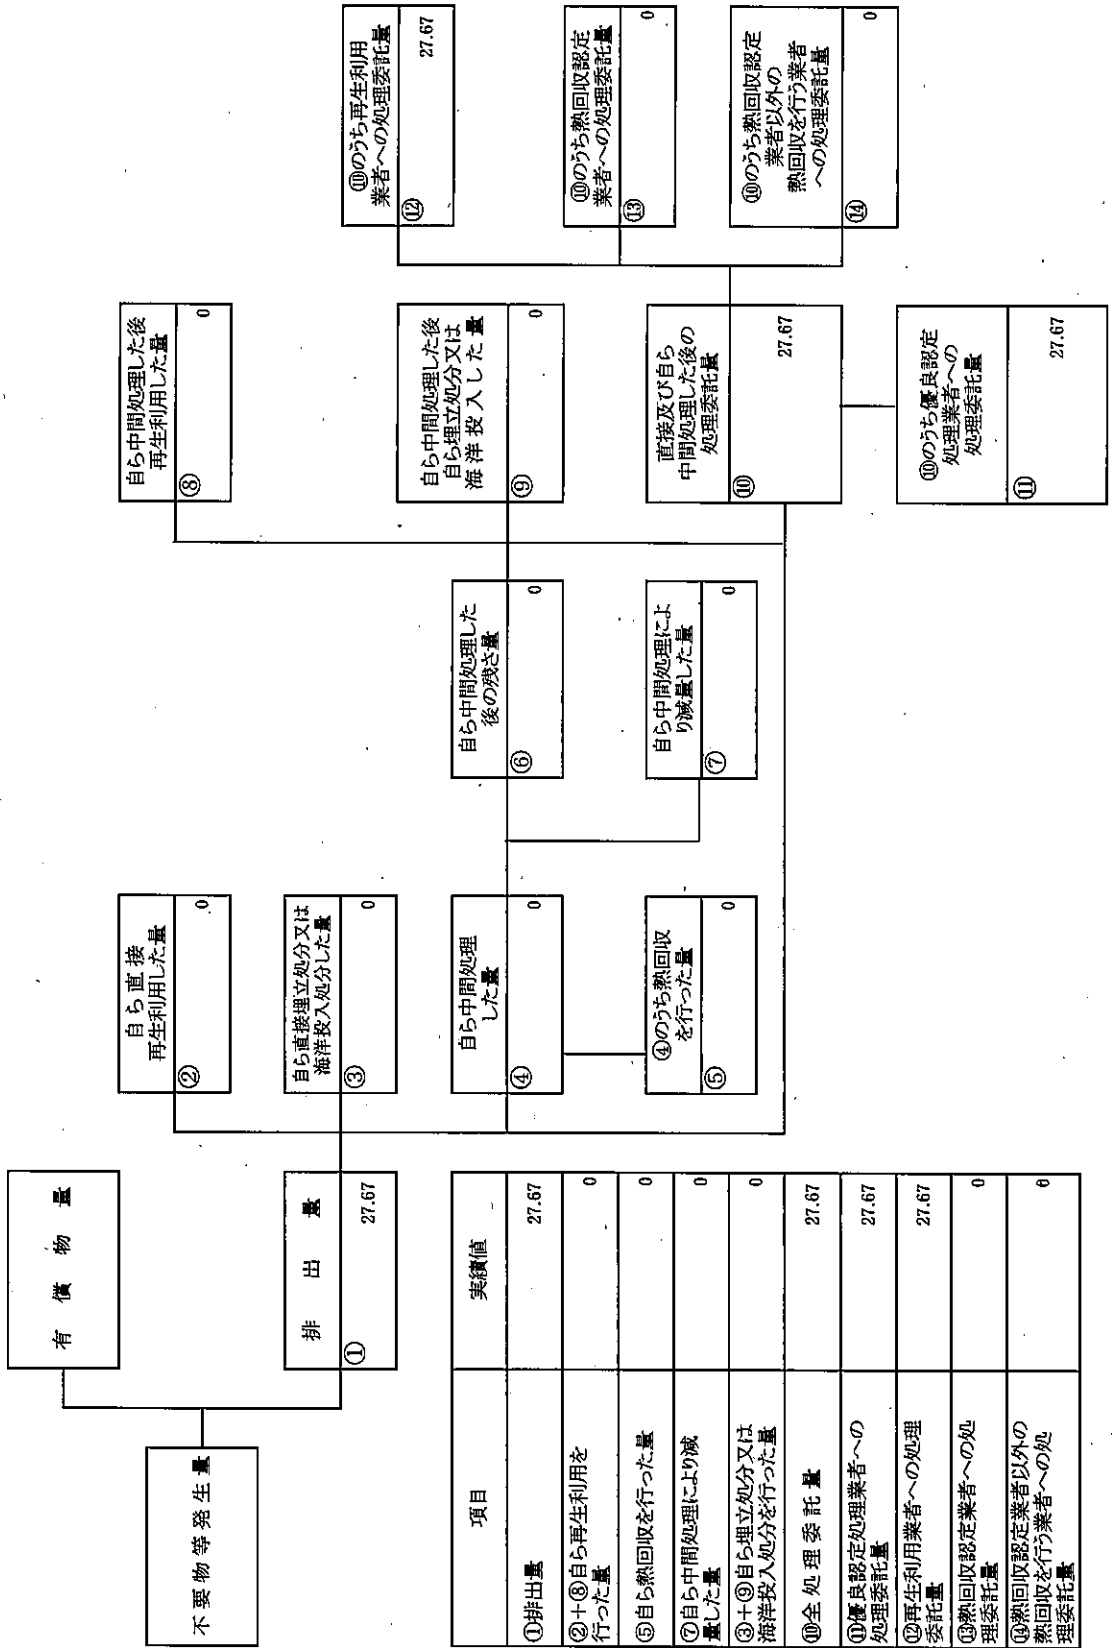 不要物等発生量
有償物量
排出量
①
27.67
自ら直接
再生利用した量
②
0
自ら直接埋立処分又は
海洋投入処分した量
③
0
自ら中間処理
した量
④
0
④のうち熱回収
を行った量
⑤
0
自ら中間処理した
後の残さ量
⑥
0
自ら中間処理によ
り減量した量
⑦
0
自ら中間処理した後
再生利用した量
⑧
0
自ら中間処理した後
自ら埋立処分又は
海洋投入した量
⑨
0
直接及び自ら
中間処理した後の
処理委託量
⑩
27.67
⑩のうち優良認定
処理業者への
処理委託量
⑪
27.67
⑩のうち再生利用
業者への処理委託量
⑫
27.67
⑩のうち熱回収認定
業者への処理委託量
⑬
0
⑩のうち熱回収認定
業者以外の
熱回収を行う業者
への処理委託量
⑭
0
項目 実績値
①排出量 27.67
②+⑧自ら再生利用を
行った量 0
⑤自ら熱回収を行った量 0
⑦自ら中間処理により減
量した量 0
③+⑨自ら埋立処分又は
海洋投入処分を行った量 0
⑩全処理委託量 27.67
⑪優良認定処理業者への
処理委託量 27.67
⑫再生利用業者への処理
委託量 27.67
⑬熱回収認定業者への処
理委託量 0
⑭熱回収認定業者以外の
熱回収を行う業者への処
理委託量 0